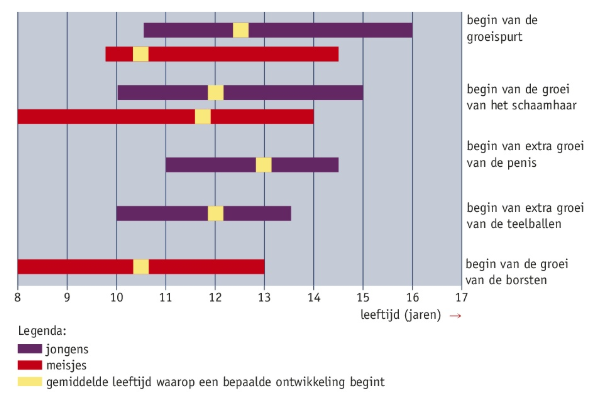 begin van de
groeispurt
begin van de groei
van het schaamhaar
begin van extra groei
van de penis
begin van extra groei
van de teelballen
begin van de groei
van de borsten
8 9 10 11 12 13 14 15 16 17
leeftijd (jaren) →
Legenda:
jongens
meisjes
gemiddelde leeftijd waarop een bepaalde ontwikkeling begint